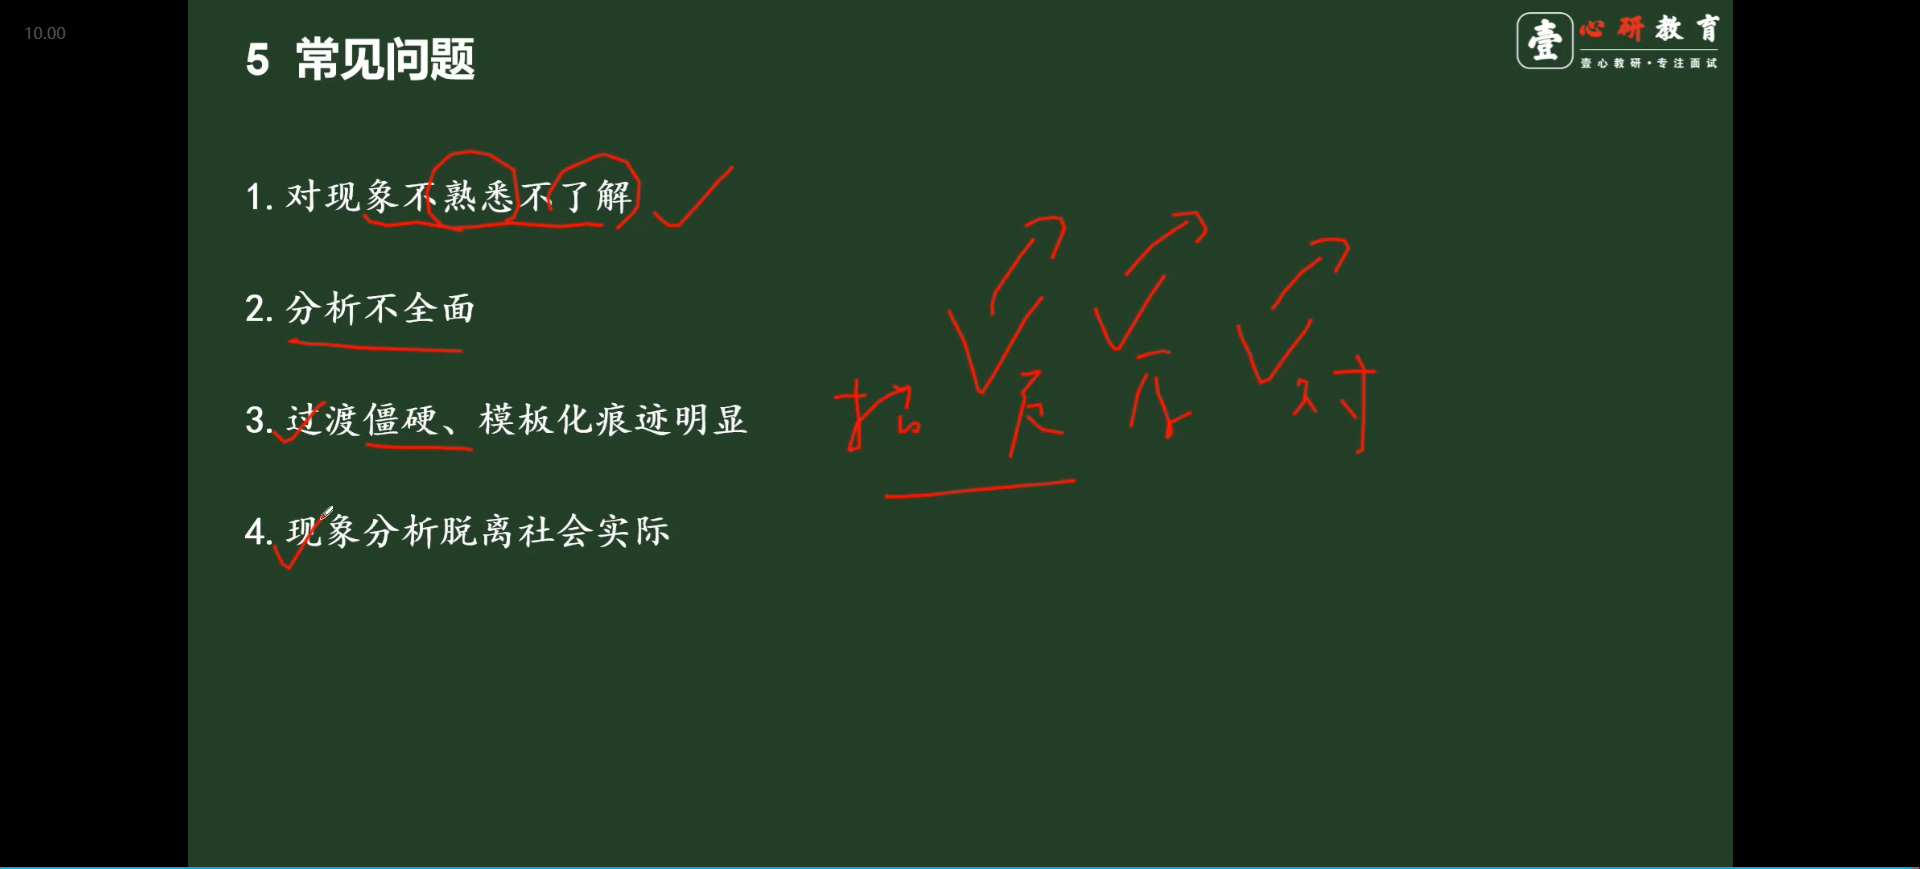 10.00
5 常见问题
壹 心研教育
壹心教研•专注面试
1.对现象不熟悉不了解
2.分析不全面
3.过渡僵硬、模板化痕迹明显
4.现象分析脱离社会实际
对